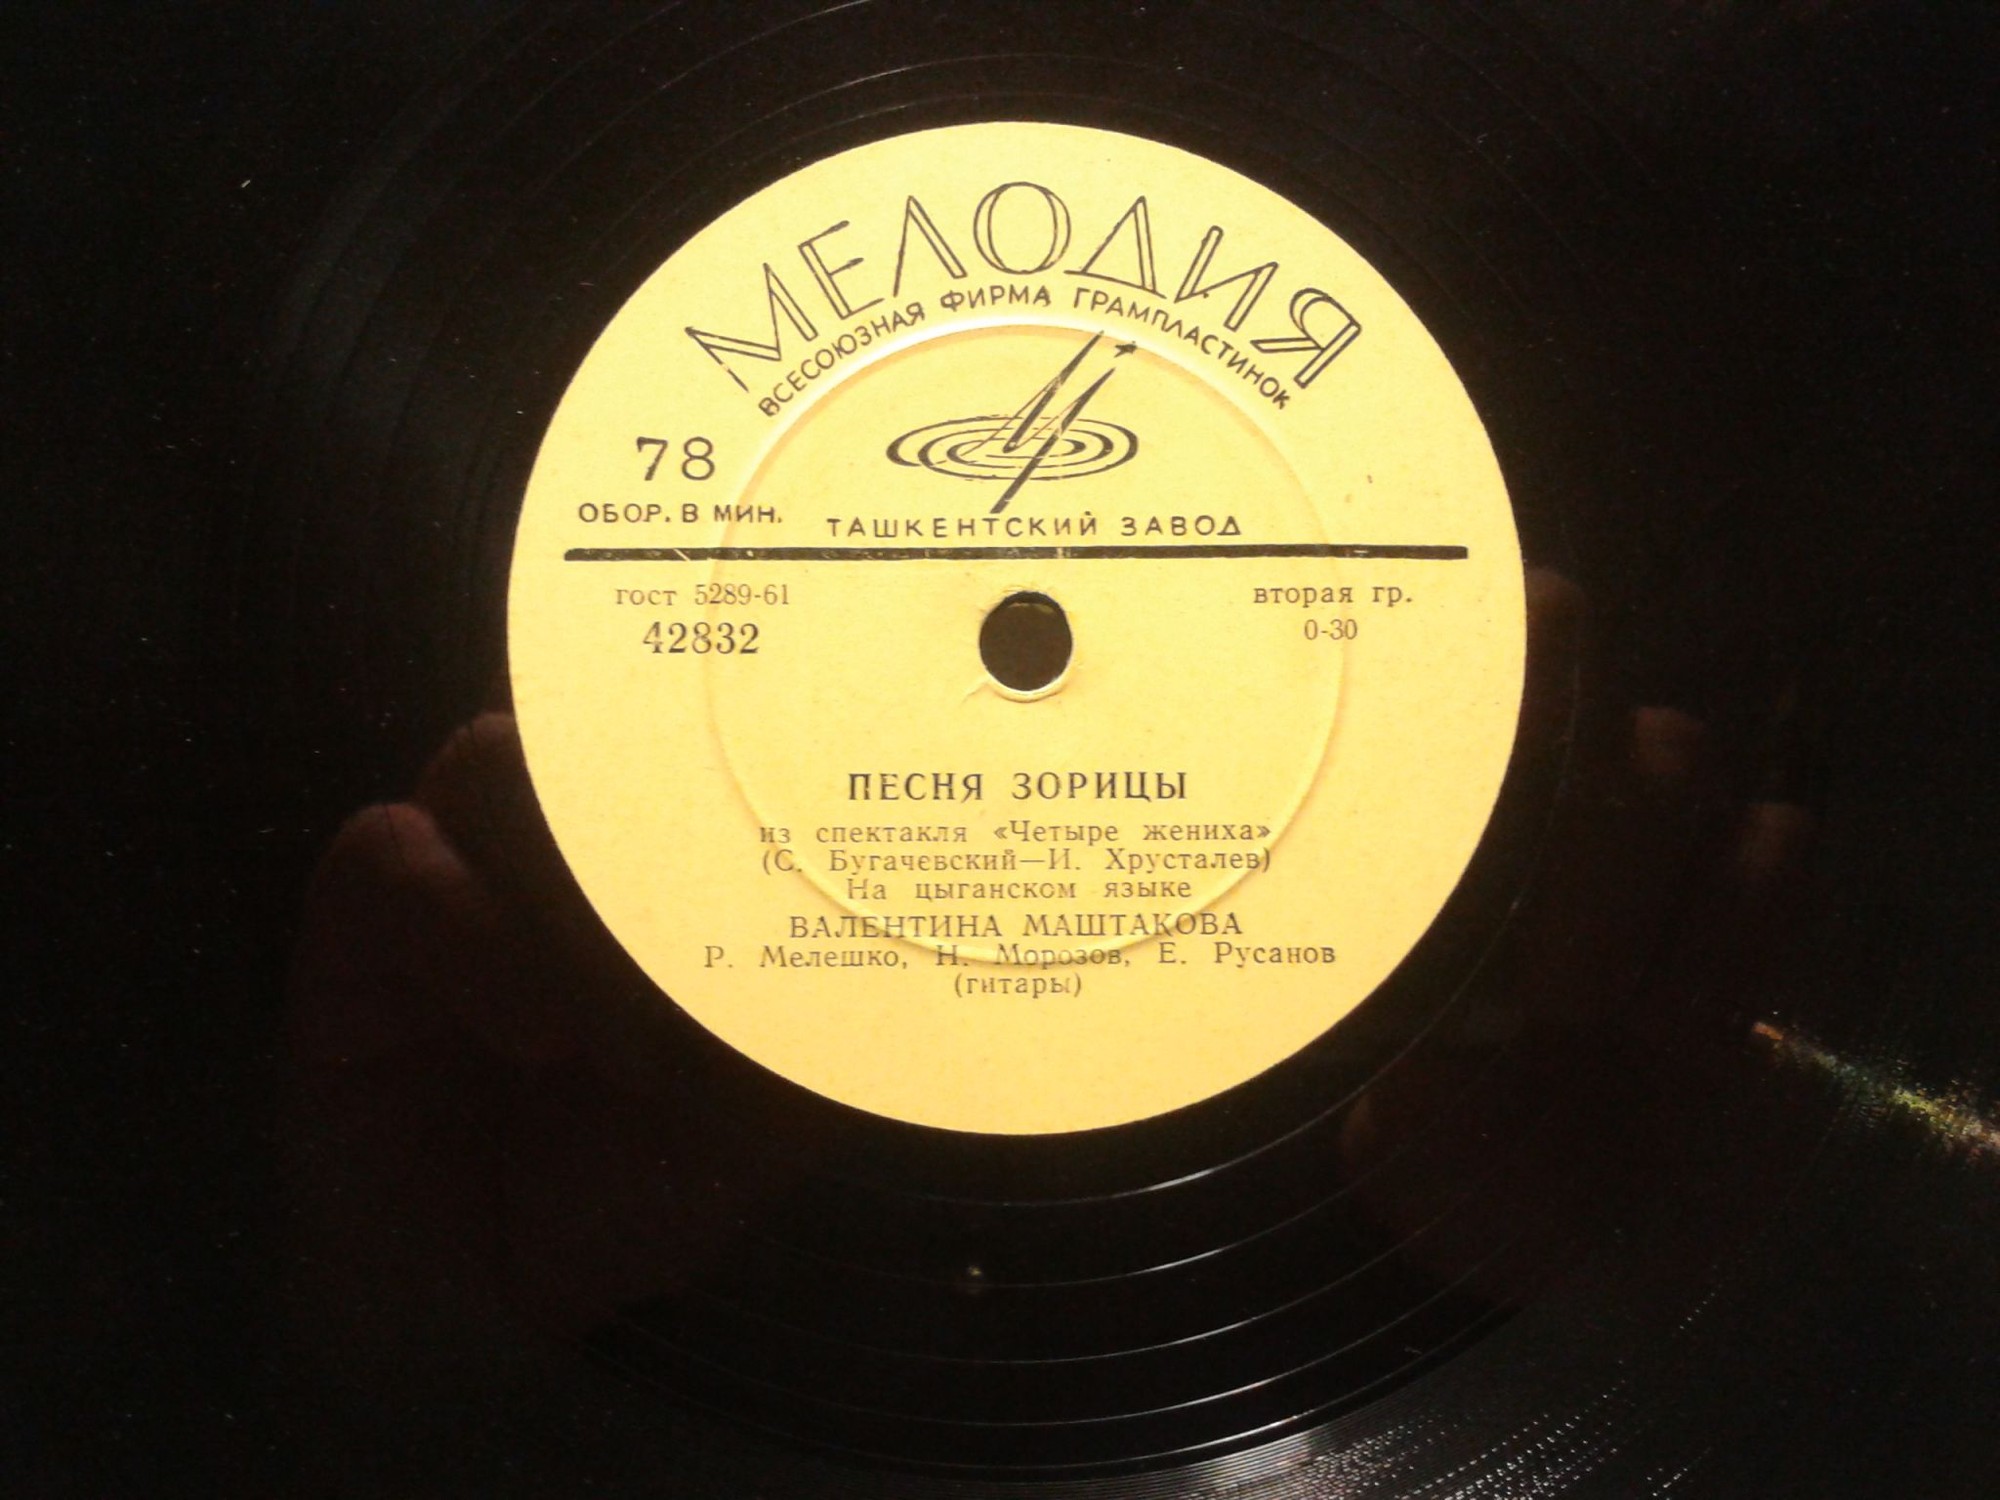 МЕЛОДИЯ
ВСЕСОЮЗНАЯ ФИРМА ГРАМПЛАСТИНОК
78
ОБОР. В МИН.
ТАШКЕНТСКИЙ ЗАВОД
гост 5289-61
42832
вторая гр.
0-30
ПЕСНЯ ЗОРИЦЫ
из спектакля «Четыре жениха»
(С. Бугачевский—И. Хрусталев)
На цыганском языке
ВАЛЕНТИНА МАШТАКОВА
Р. Мелешко, Н. Морозов, Е. Русанов
(гитары)